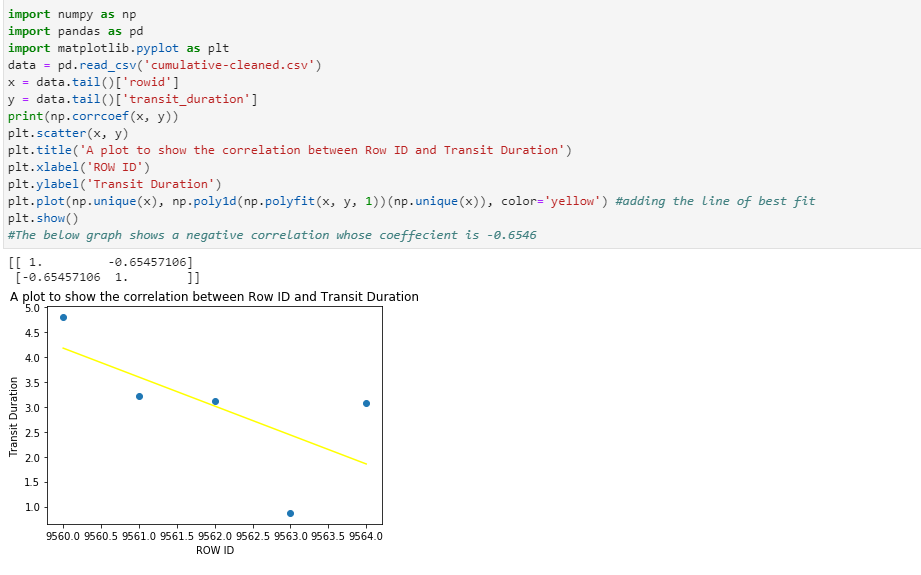 import numpy as np
import pandas as pd
import matplotlib.pyplot as plt
data = pd.read_csv('cumulative-cleaned.csv')
x = data.tail()['rowid']
y = data.tail()['transit_duration']
print(np.corrcoef(x, y))
plt.scatter(x, y)
plt.title('A plot to show the correlation between Row ID and Transit Duration')
plt.xlabel('ROW ID')
plt.ylabel('Transit Duration')
plt.plot(np.unique(x), np.poly1d(np.polyfit(x, y, 1))(np.unique(x)), color='yellow') #adding the line of best fit
plt.show()
#The below graph shows a negative correlation whose coeffecient is -0.6546
[[ 1.         -0.65457106]
 [-0.65457106  1.        ]]
A plot to show the correlation between Row ID and Transit Duration
5.0
4.5
4.0
3.5
3.0
2.5
2.0
1.5
1.0
Transit Duration
9560.0 9560.5 9561.0 9561.5 9562.0 9562.5 9563.0 9563.5 9564.0
ROW ID